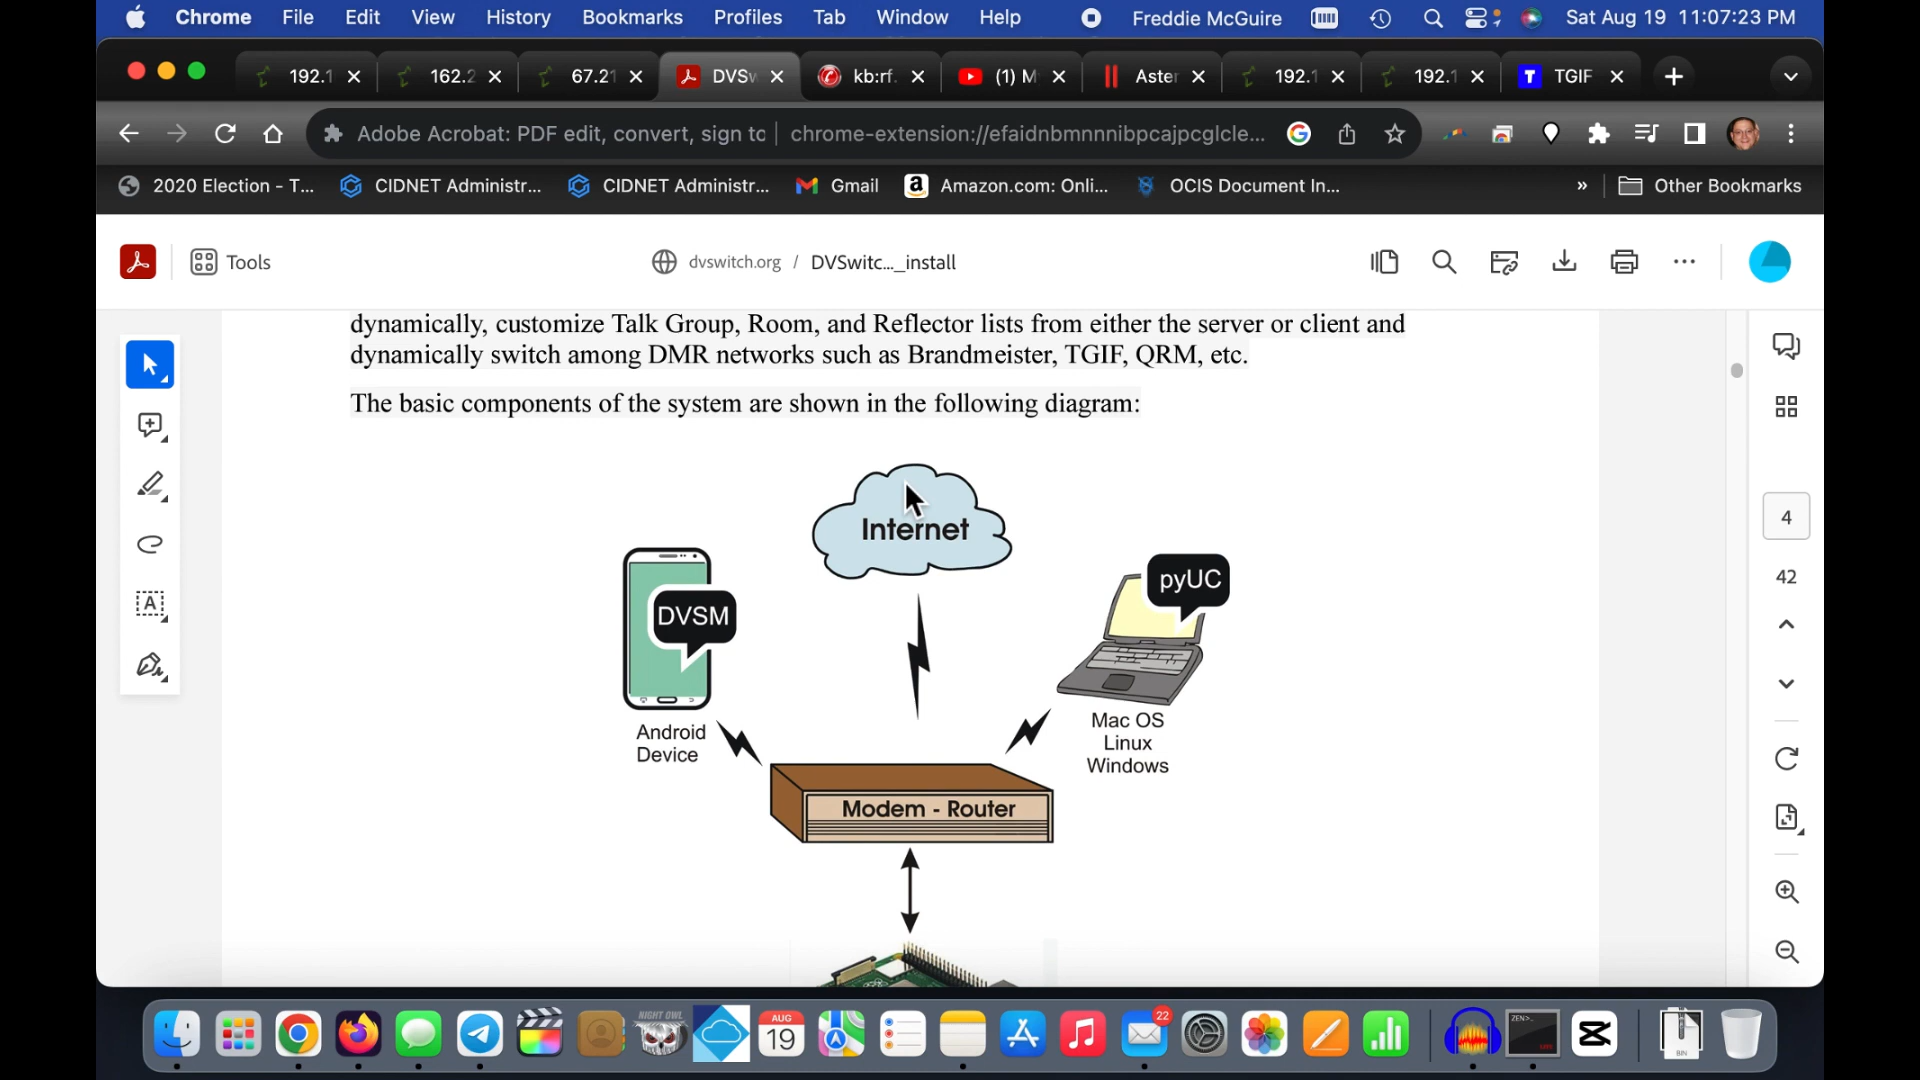 Chrome File Edit View History Bookmarks Profiles Tab Window Help Freddie McGuire Sat Aug 19 11:07:23 PM
192.1 162.2 67.21 DVSw kb:rf. (1) M Aster 192.1 192.1 TGIF
Adobe Acrobat: PDF edit, convert, sign to chrome-extension://efaidnbmnnnibpcajpcglcle...
2020 Election - T... CIDNET Administr... CIDNET Administr... Gmail Amazon.com: Onli... OCIS Document In... » Other Bookmarks
Tools dvswitch.org / DVSwitc..._install
dynamically, customize Talk Group, Room, and Reflector lists from either the server or client and
dynamically switch among DMR networks such as Brandmeister, TGIF, QRM, etc.
The basic components of the system are shown in the following diagram:
Internet
pyUC
DVSM
4
42
Android
Device
Mac OS
Linux
Windows
Modem - Router
NIGHT OWL
AUG
19
22
ZEN>_
BIN